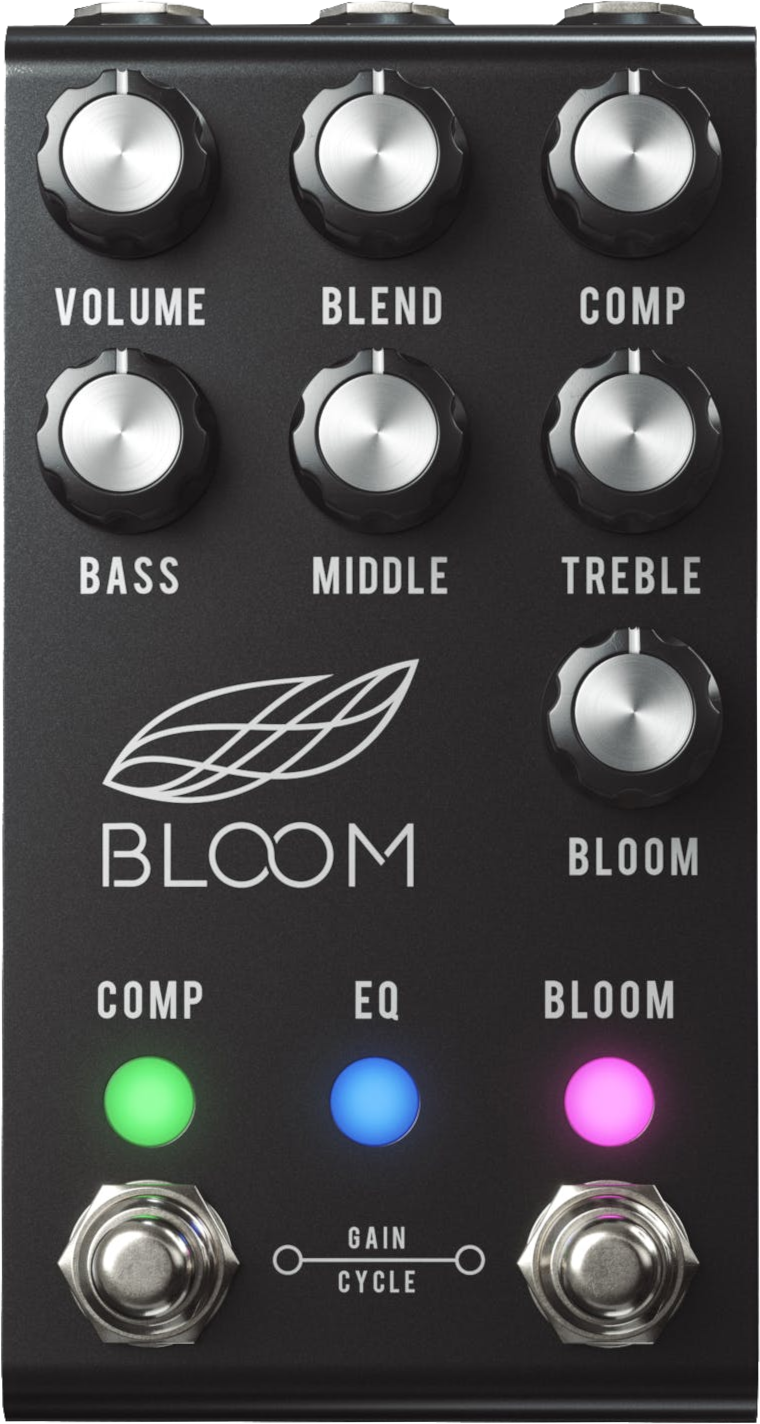 VOLUME BLEND COMP
BASS MIDDLE TREBLE
BLOOM
BLOOM
COMP EQ BLOOM
GAIN
CYCLE